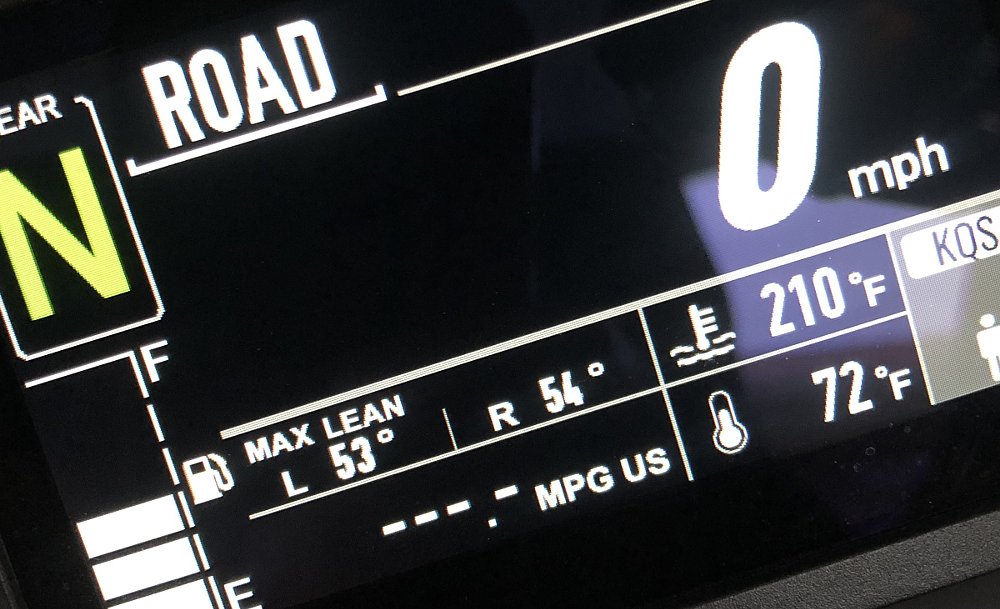 EAR
ROAD
N
0 mph
KQS
210 °F
F
MAX LEAN
L 53°
R 54°
72 °F
---.- MPG US
E